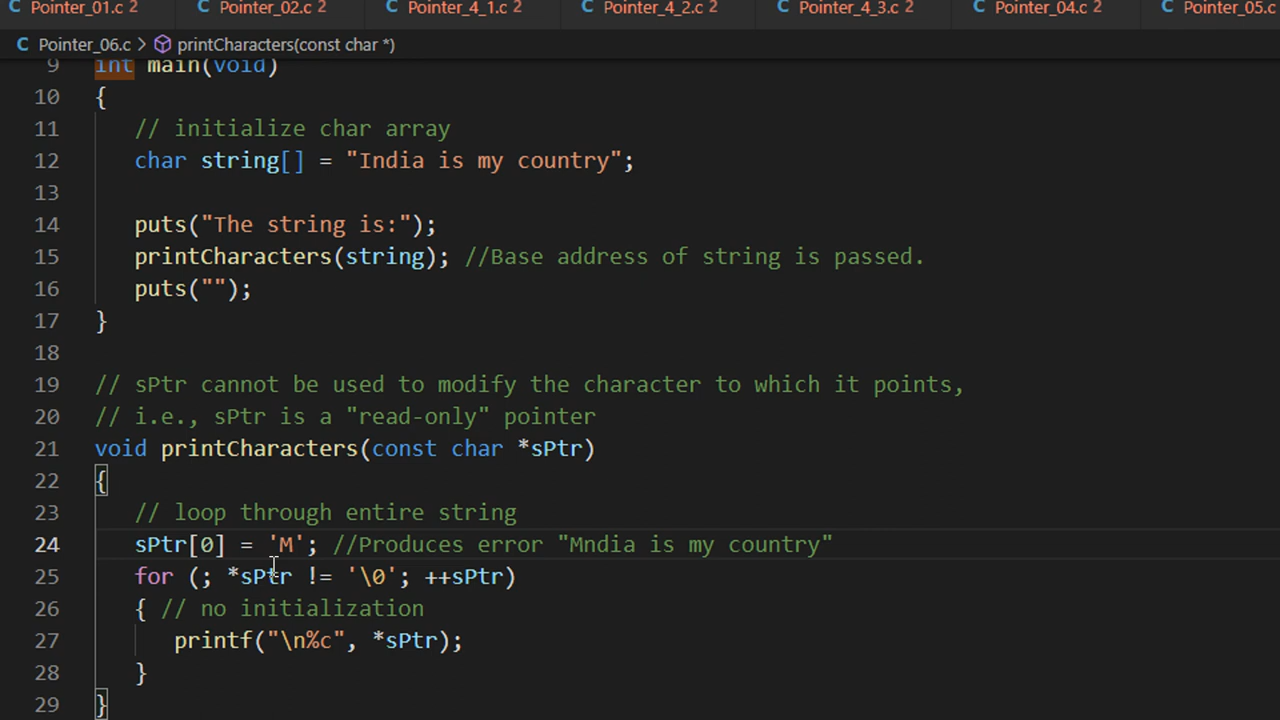 Pointer_01.c 2 Pointer_02.c 2 Pointer_4_1.c 2 Pointer_4_2.c 2 Pointer_4_3.c 2 Pointer_04.c 2 Pointer_05.c
C Pointer_06.c > printCharacters(const char *)
9 int main(void)
10 {
11 // initialize char array
12 char string[] = "India is my country";
13
14 puts("The string is:");
15 printCharacters(string); //Base address of string is passed.
16 puts("");
17 }
18
19 // sPtr cannot be used to modify the character to which it points,
20 // i.e., sPtr is a "read-only" pointer
21 void printCharacters(const char *sPtr)
22 {
23 // loop through entire string
24 sPtr[0] = 'M'; //Produces error "Mndia is my country"
25 for (; *sPtr != '\0'; ++sPtr)
26 { // no initialization
27 printf("\n%c", *sPtr);
28 }
29 }